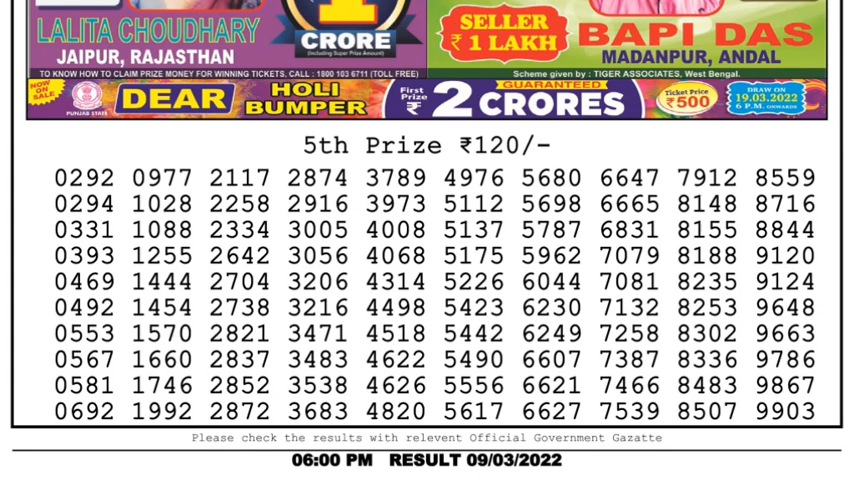 1
CRORE
(Including Super Prize Amount)
LALITA CHOUDHARY
JAIPUR, RAJASTHAN
SELLER
₹ 1 LAKH
BAPI DAS
MADANPUR, ANDAL
TO KNOW HOW TO CLAIM PRIZE MONEY FOR WINNING TICKETS. CALL : 1800 103 6711 (TOLL FREE)
Scheme given by : TIGER ASSOCIATES, West Bengal.
NOW ON SALE
PUNJAB STATE
DEAR
HOLI
BUMPER
First
Prize
₹
2 CRORES
GUARANTEED
Ticket Price
₹500
DRAW ON
19.03.2022
6 P.M. ONWARDS
5th Prize ₹120/-
0292 0977 2117 2874 3789 4976 5680 6647 7912 8559
0294 1028 2258 2916 3973 5112 5698 6665 8148 8716
0331 1088 2334 3005 4008 5137 5787 6831 8155 8844
0393 1255 2642 3056 4068 5175 5962 7079 8188 9120
0469 1444 2704 3206 4314 5226 6044 7081 8235 9124
0492 1454 2738 3216 4498 5423 6230 7132 8253 9648
0553 1570 2821 3471 4518 5442 6249 7258 8302 9663
0567 1660 2837 3483 4622 5490 6607 7387 8336 9786
0581 1746 2852 3538 4626 5556 6621 7466 8483 9867
0692 1992 2872 3683 4820 5617 6627 7539 8507 9903
Please check the results with relevent Official Government Gazatte
06:00 PM RESULT 09/03/2022